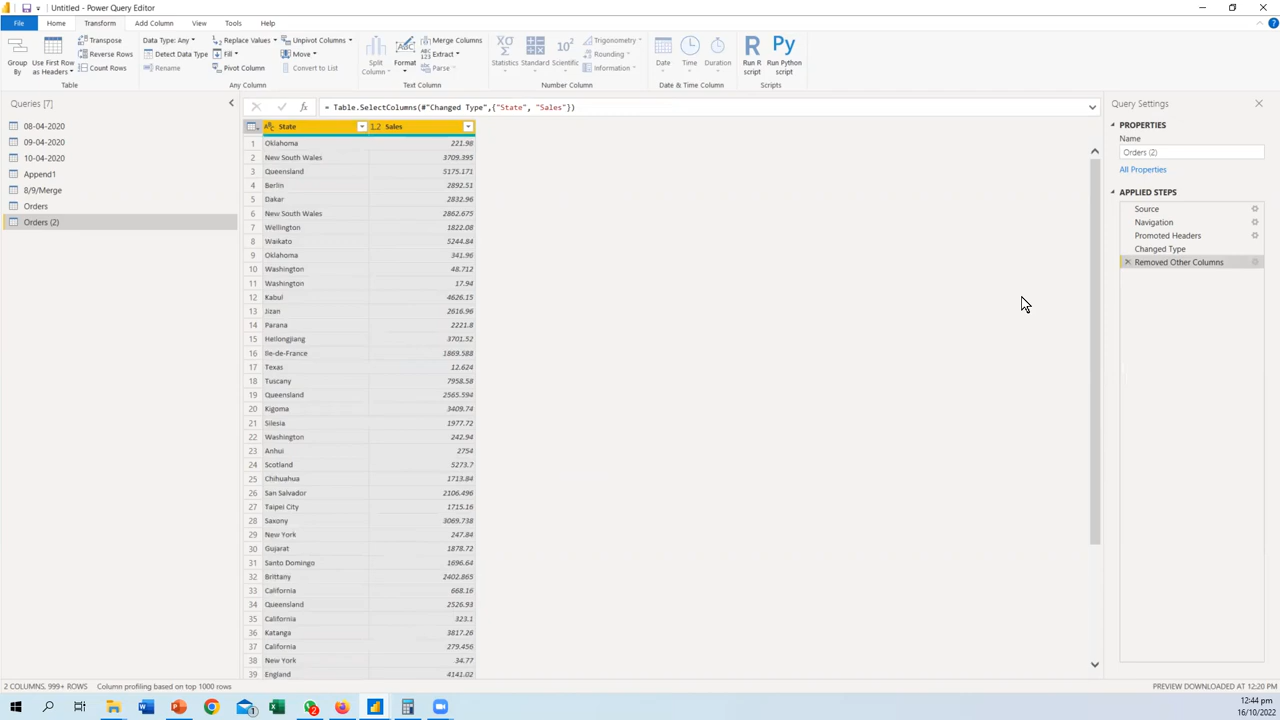 Untitled - Power Query Editor
File Home Transform Add Column View Tools Help
Group By
Use First Row as Headers
Transpose
Reverse Rows
Count Rows
Table
Data Type: Any
Detect Data Type
Rename
Replace Values
Fill
Pivot Column
Unpivot Columns
Move
Convert to List
Any Column
Split Column
Format
Merge Columns
Extract
Parse
Text Column
Statistics
Standard
Scientific
Trigonometry
Rounding
Information
Number Column
Date
Time
Duration
Date & Time Column
Run R script
Run Python script
Scripts
Queries [7]
08-04-2020
09-04-2020
10-04-2020
Append1
8/9/Merge
Orders
Orders (2)
= Table.SelectColumns(#"Changed Type",{"State", "Sales"})
State 1.2 Sales
1 Oklahoma 221.98
2 New South Wales 3709.395
3 Queensland 5175.171
4 Berlin 2892.51
5 Dakar 2832.96
6 New South Wales 2862.675
7 Wellington 1822.08
8 Waikato 5244.84
9 Oklahoma 341.96
10 Washington 48.712
11 Washington 17.94
12 Kabul 4626.15
13 Jizan 2616.96
14 Parana 2221.8
15 Heilongjiang 3701.52
16 Ile-de-France 1869.588
17 Texas 12.624
18 Tuscany 7958.58
19 Queensland 2565.594
20 Kigoma 3409.74
21 Silesia 1977.72
22 Washington 242.94
23 Anhui 2754
24 Scotland 5273.7
25 Chihuahua 1713.84
26 San Salvador 2106.496
27 Taipei City 1715.16
28 Saxony 3069.738
29 New York 247.84
30 Gujarat 1878.72
31 Santo Domingo 1696.64
32 Brittany 2402.865
33 California 668.16
34 Queensland 2526.93
35 California 323.1
36 Katanga 3817.26
37 California 279.456
38 New York 34.77
39 England 4141.02
Query Settings
PROPERTIES
Name
Orders (2)
All Properties
APPLIED STEPS
Source
Navigation
Promoted Headers
Changed Type
Removed Other Columns
2 COLUMNS, 999+ ROWS Column profiling based on top 1000 rows
PREVIEW DOWNLOADED AT 12:20 PM
12:44 pm
16/10/2022